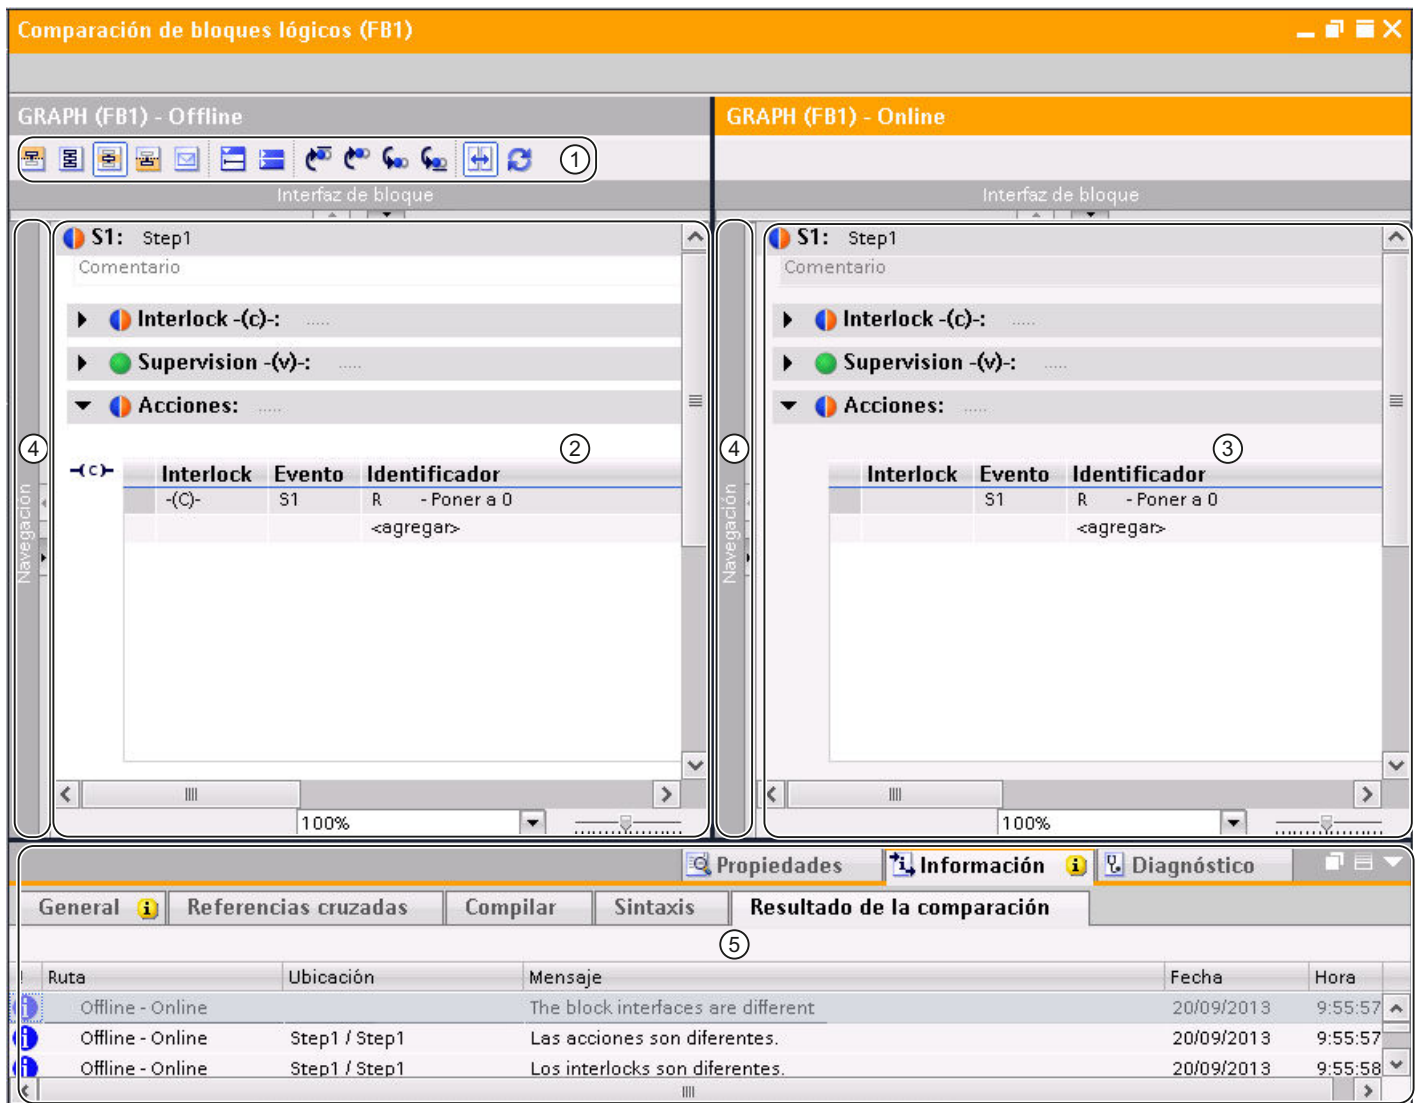 Comparación de bloques lógicos (FB1)
GRAPH (FB1) - Offline
GRAPH (FB1) - Online
1
Interfaz de bloque
Interfaz de bloque
S1: Step1
Comentario
Interlock -(c)-: .....
Supervision -(v)-: .....
Acciones: .....
4
2
-(c)-
Interlock Evento Identificador
-(C)- S1 R - Poner a 0
<agregar>
Navegación
100%
S1: Step1
Comentario
Interlock -(c)-: .....
Supervision -(v)-: .....
Acciones: .....
4
3
Interlock Evento Identificador
S1 R - Poner a 0
<agregar>
Navegación
100%
Propiedades Información Diagnóstico
General Referencias cruzadas Compilar Sintaxis Resultado de la comparación
5
! Ruta Ubicación Mensaje Fecha Hora
Offline - Online The block interfaces are different 20/09/2013 9:55:57
Offline - Online Step1 / Step1 Las acciones son diferentes. 20/09/2013 9:55:57
Offline - Online Step1 / Step1 Los interlocks son diferentes. 20/09/2013 9:55:58